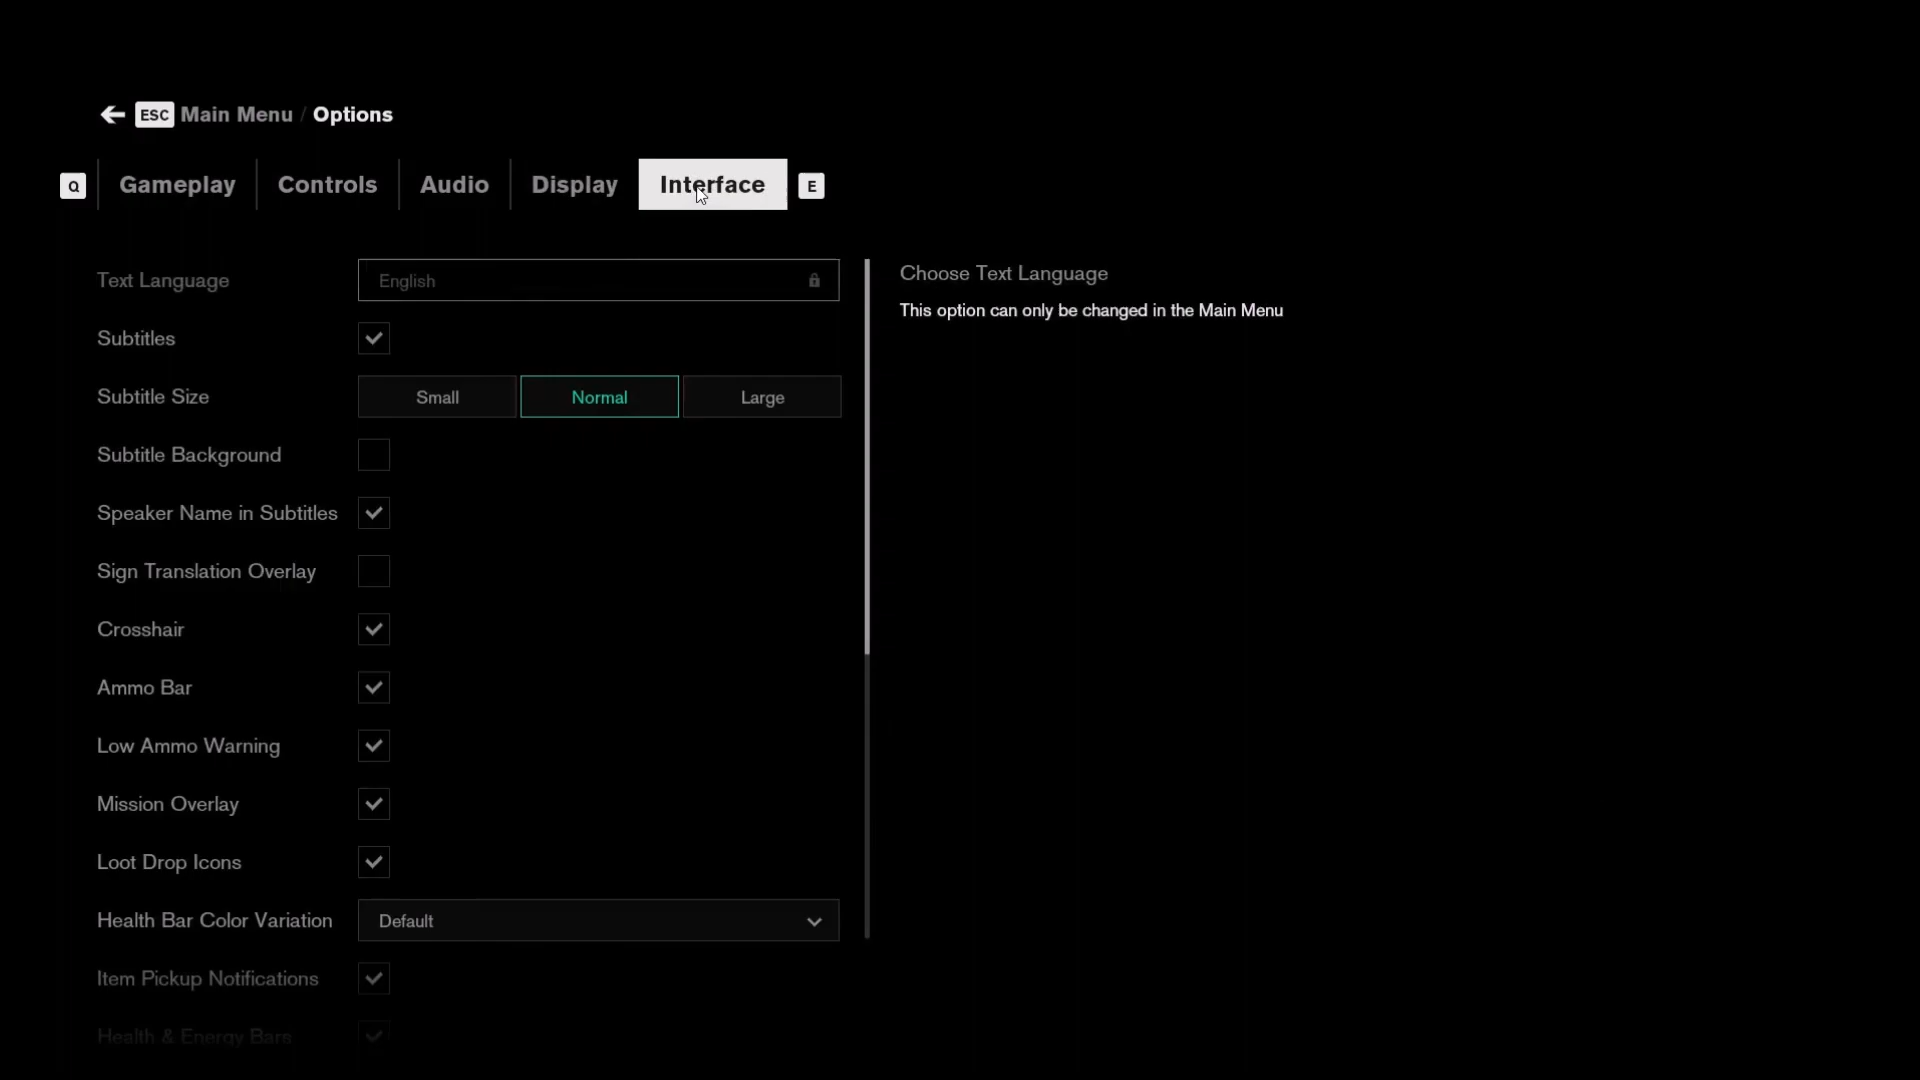 ESC Main Menu / Options
Q Gameplay Controls Audio Display Interface E
Text Language English
Choose Text Language
This option can only be changed in the Main Menu
Subtitles
Subtitle Size Small Normal Large
Subtitle Background
Speaker Name in Subtitles
Sign Translation Overlay
Crosshair
Ammo Bar
Low Ammo Warning
Mission Overlay
Loot Drop Icons
Health Bar Color Variation Default
Item Pickup Notifications
Health & Energy Bars